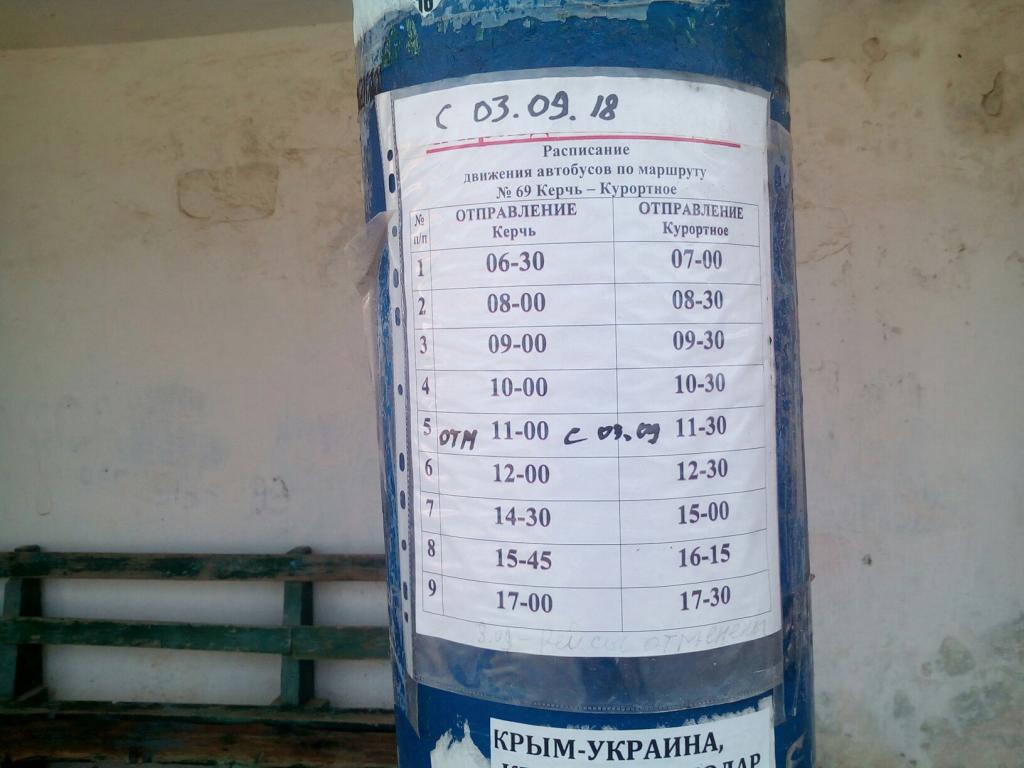 С 03.09.18
Расписание
движения автобусов по маршруту
№ 69 Керчь – Курортное
№ п/п ОТПРАВЛЕНИЕ Керчь ОТПРАВЛЕНИЕ Курортное
1 06-30 07-00
2 08-00 08-30
3 09-00 09-30
4 10-00 10-30
5 ОТМ 11-00 С 03.09 11-30
6 12-00 12-30
7 14-30 15-00
8 15-45 16-15
9 17-00 17-30
рейсы отменены
КРЫМ-УКРАИНА,